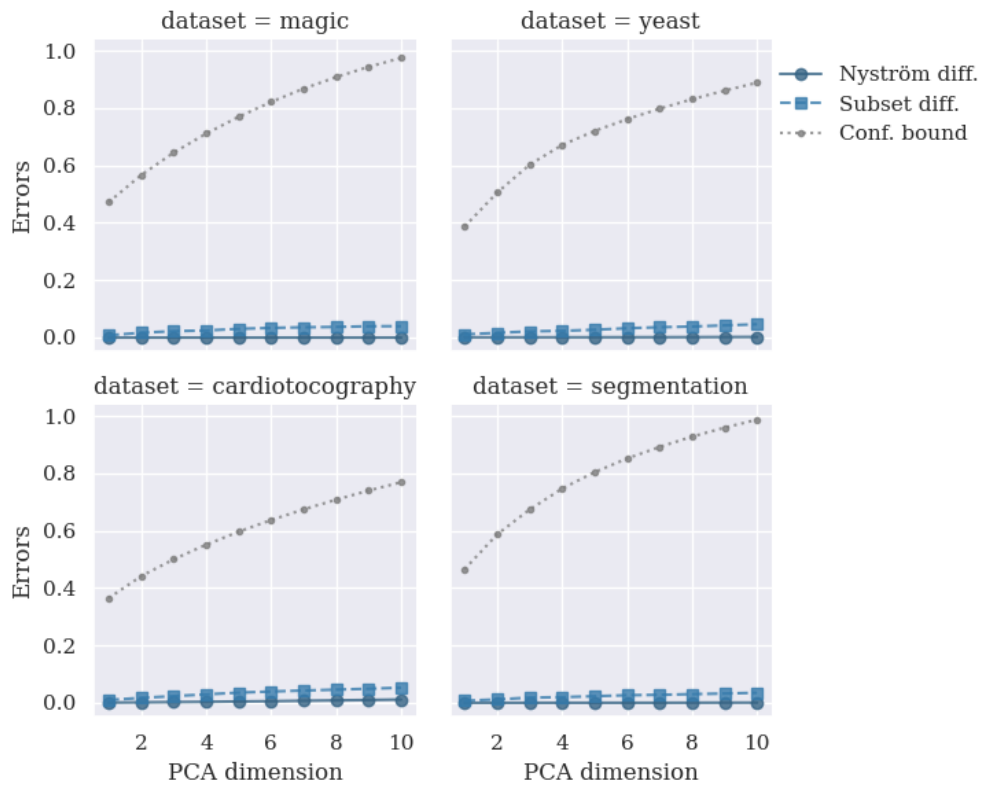 dataset = magic
dataset = yeast
1.0
0.8
0.6
0.4
0.2
0.0
Errors
Nyström diff.
Subset diff.
Conf. bound
dataset = cardiotocography
dataset = segmentation
1.0
0.8
0.6
0.4
0.2
0.0
Errors
2 4 6 8 10
2 4 6 8 10
PCA dimension
PCA dimension